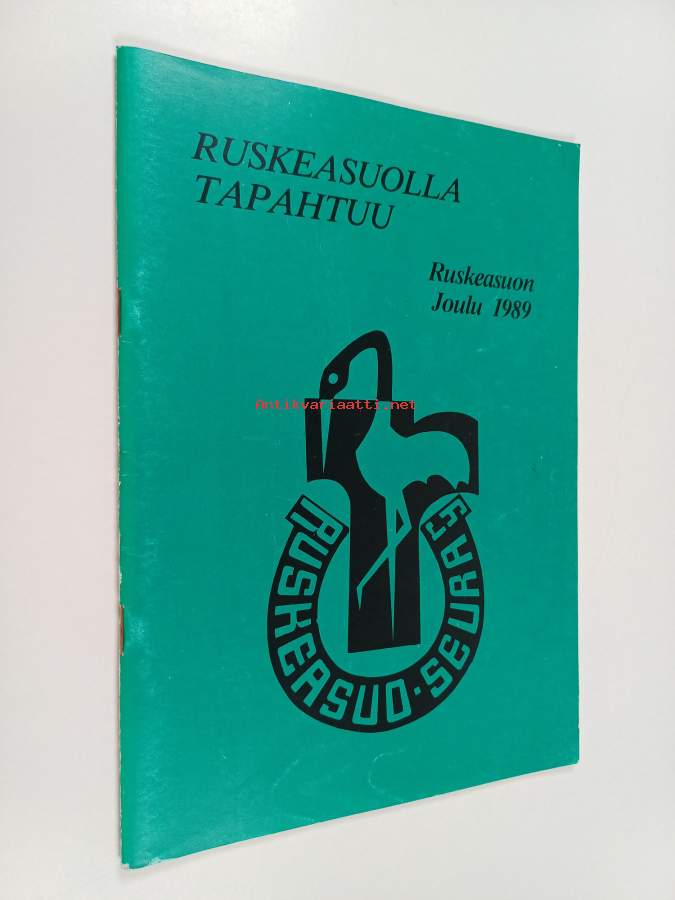 RUSKEASUOLLA
TAPAHTUU
Ruskeasuon
Joulu 1989
Antikvariaatti.net
RUSKEASUO-SEURA RY